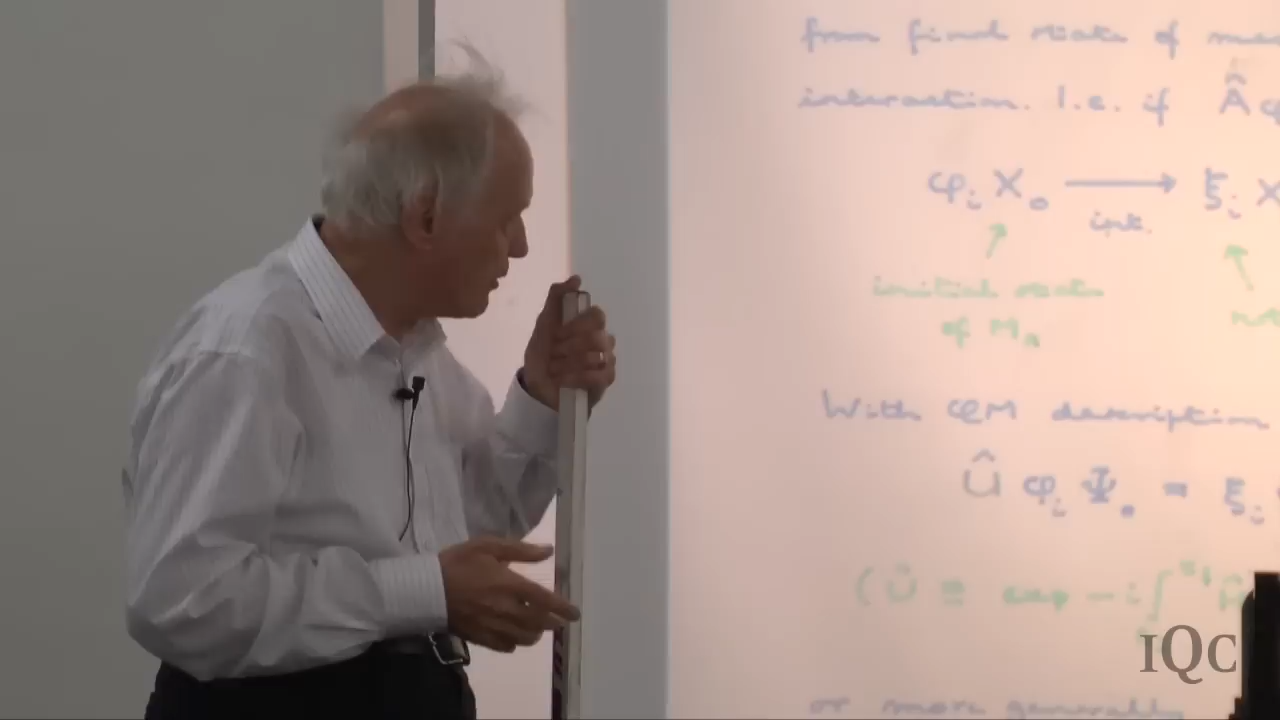 from final state of
interaction. I.e. if Â φ
φᵢ X₀ ⟶ ξᵢ X
int.
initial state
of Mₐ
With QM description
Û φᵢ Ψ₀ = ξᵢ
(Û ≡ exp - i ∫
IQC
or more generally